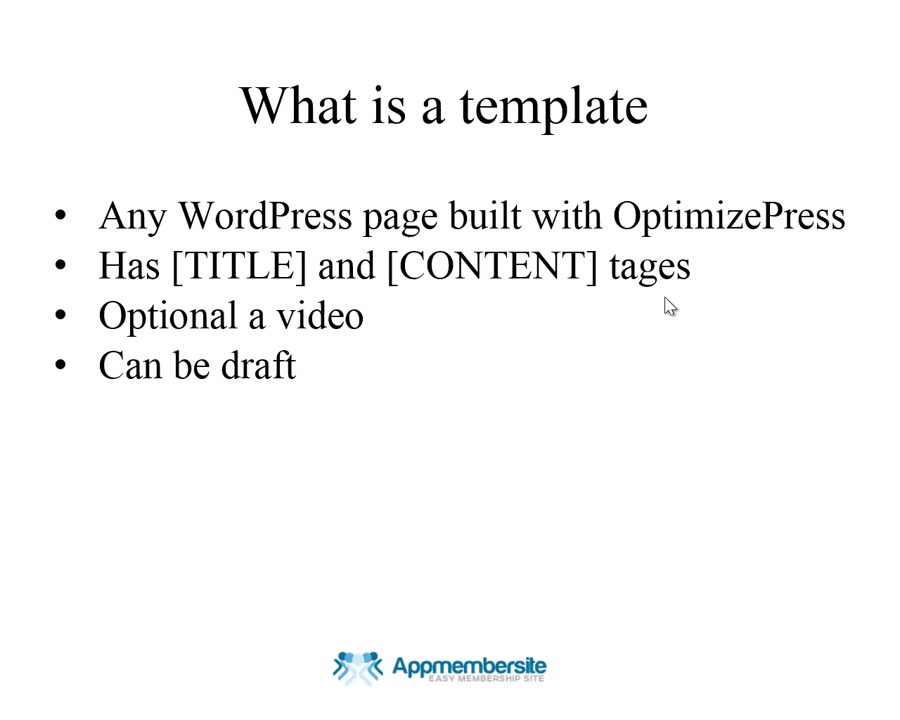 What is a template
• Any WordPress page built with OptimizePress
• Has [TITLE] and [CONTENT] tages
• Optional a video
• Can be draft
Appmembersite
EASY MEMBERSHIP SITE